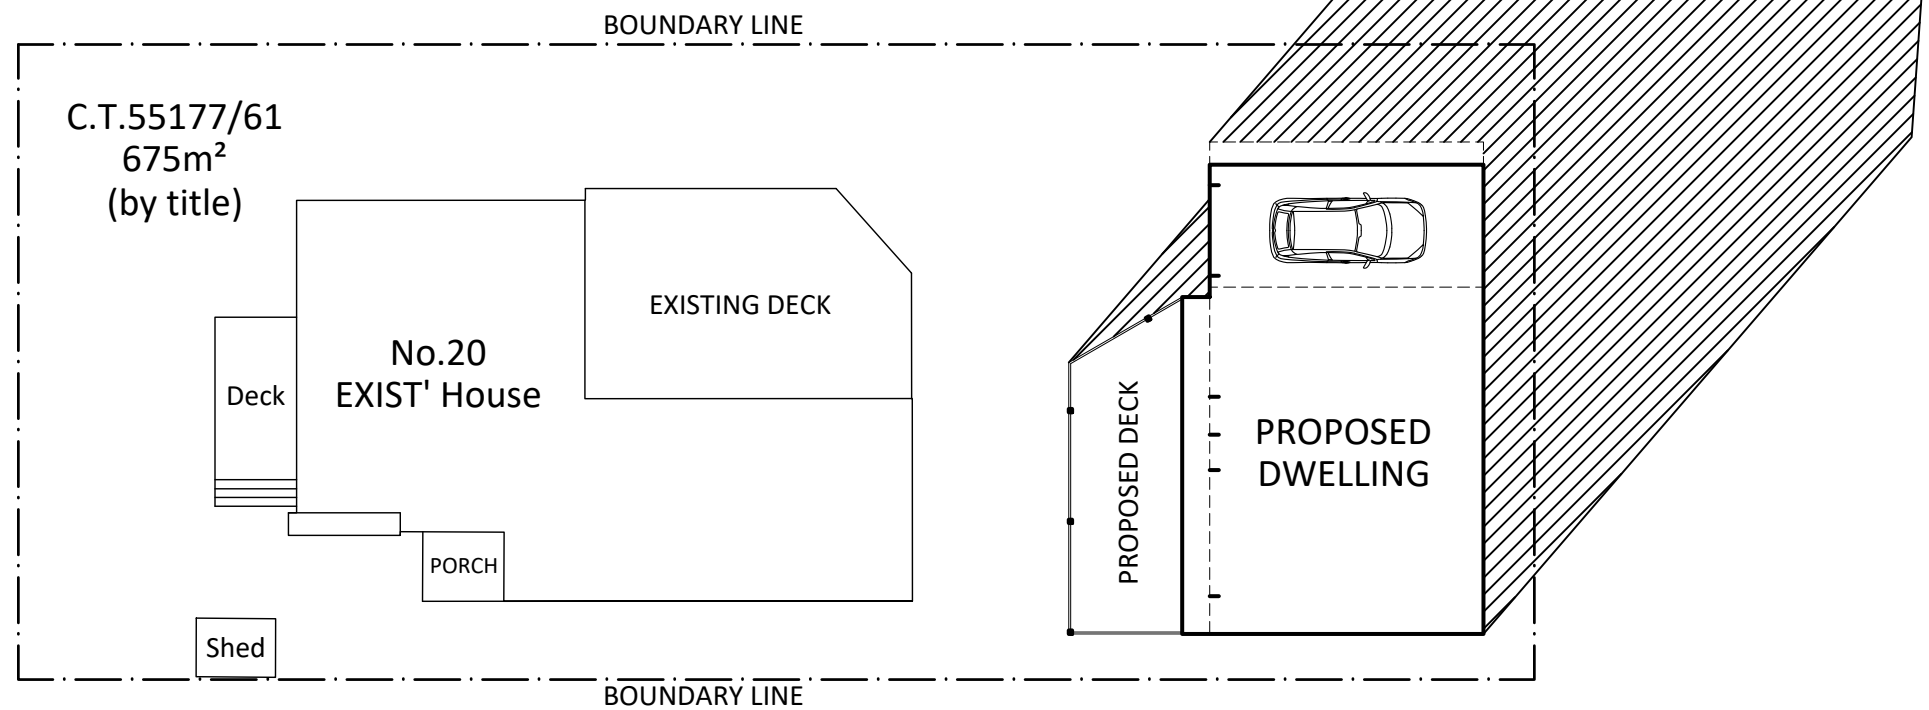 BOUNDARY LINE
C.T.55177/61
675m²
(by title)
EXISTING DECK
No.20
EXIST' House
Deck
PROPOSED DECK
PROPOSED
DWELLING
PORCH
Shed
BOUNDARY LINE